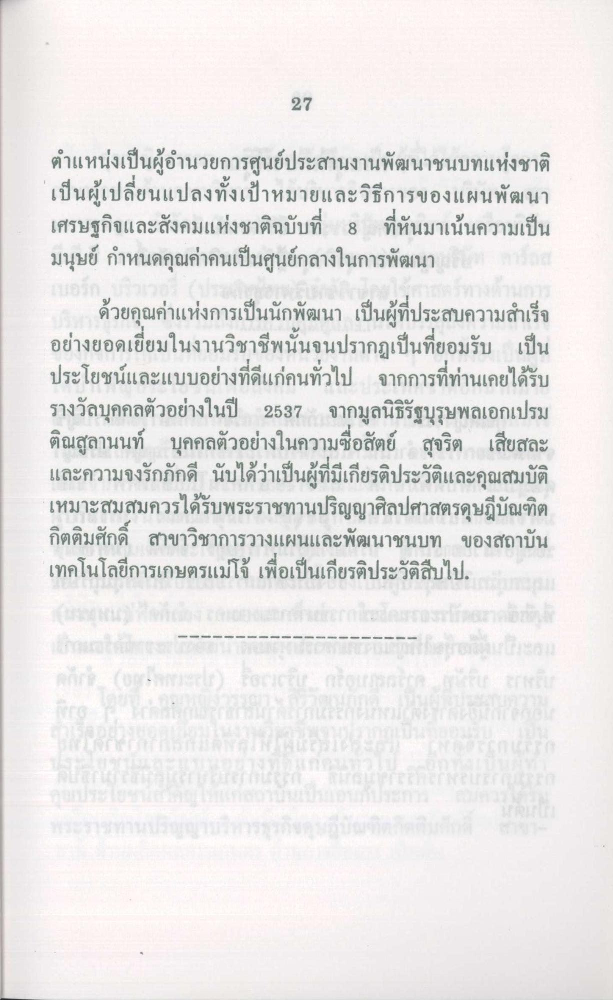 27
ตำแหน่งเป็นผู้อำนวยการศูนย์ประสานงานพัฒนาชนบทแห่งชาติ
เป็นผู้เปลี่ยนแปลงทั้งเป้าหมายและวิธีการของแผนพัฒนา
เศรษฐกิจและสังคมแห่งชาติฉบับที่ 8 ที่หันมาเน้นความเป็น
มนุษย์ กำหนดคุณค่าคนเป็นศูนย์กลางในการพัฒนา
ด้วยคุณค่าแห่งการเป็นนักพัฒนา เป็นผู้ที่ประสบความสำเร็จ
อย่างยอดเยี่ยมในงานวิชาชีพนั้นจนปรากฏเป็นที่ยอมรับ เป็น
ประโยชน์และแบบอย่างที่ดีแก่คนทั่วไป จากการที่ท่านเคยได้รับ
รางวัลบุคคลตัวอย่างในปี 2537 จากมูลนิธิรัฐบุรุษพลเอกเปรม
ติณสูลานนท์ บุคคลตัวอย่างในความซื่อสัตย์ สุจริต เสียสละ
และความจงรักภักดี นับได้ว่าเป็นผู้ที่มีเกียรติประวัติและคุณสมบัติ
เหมาะสมสมควรได้รับพระราชทานปริญญาศิลปศาสตรดุษฎีบัณฑิต
กิตติมศักดิ์ สาขาวิชาการวางแผนและพัฒนาชนบท ของสถาบัน
เทคโนโลยีการเกษตรแม่โจ้ เพื่อเป็นเกียรติประวัติสืบไป.